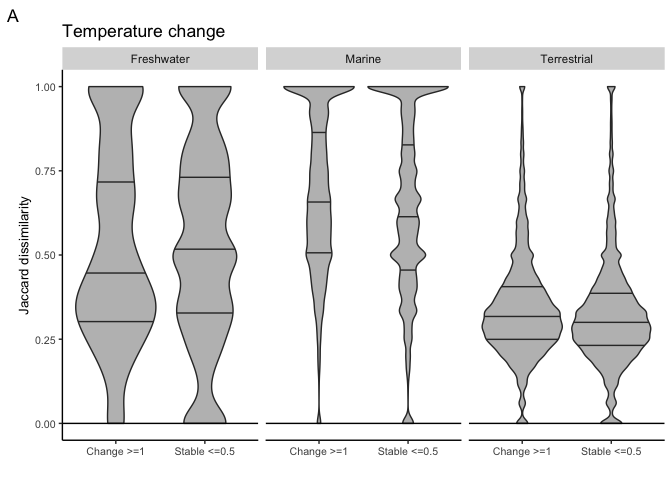 A
Temperature change
Freshwater Marine Terrestrial
1.00
0.75
0.50
0.25
0.00
Jaccard dissimilarity
Change >=1 Stable <=0.5 Change >=1 Stable <=0.5 Change >=1 Stable <=0.5